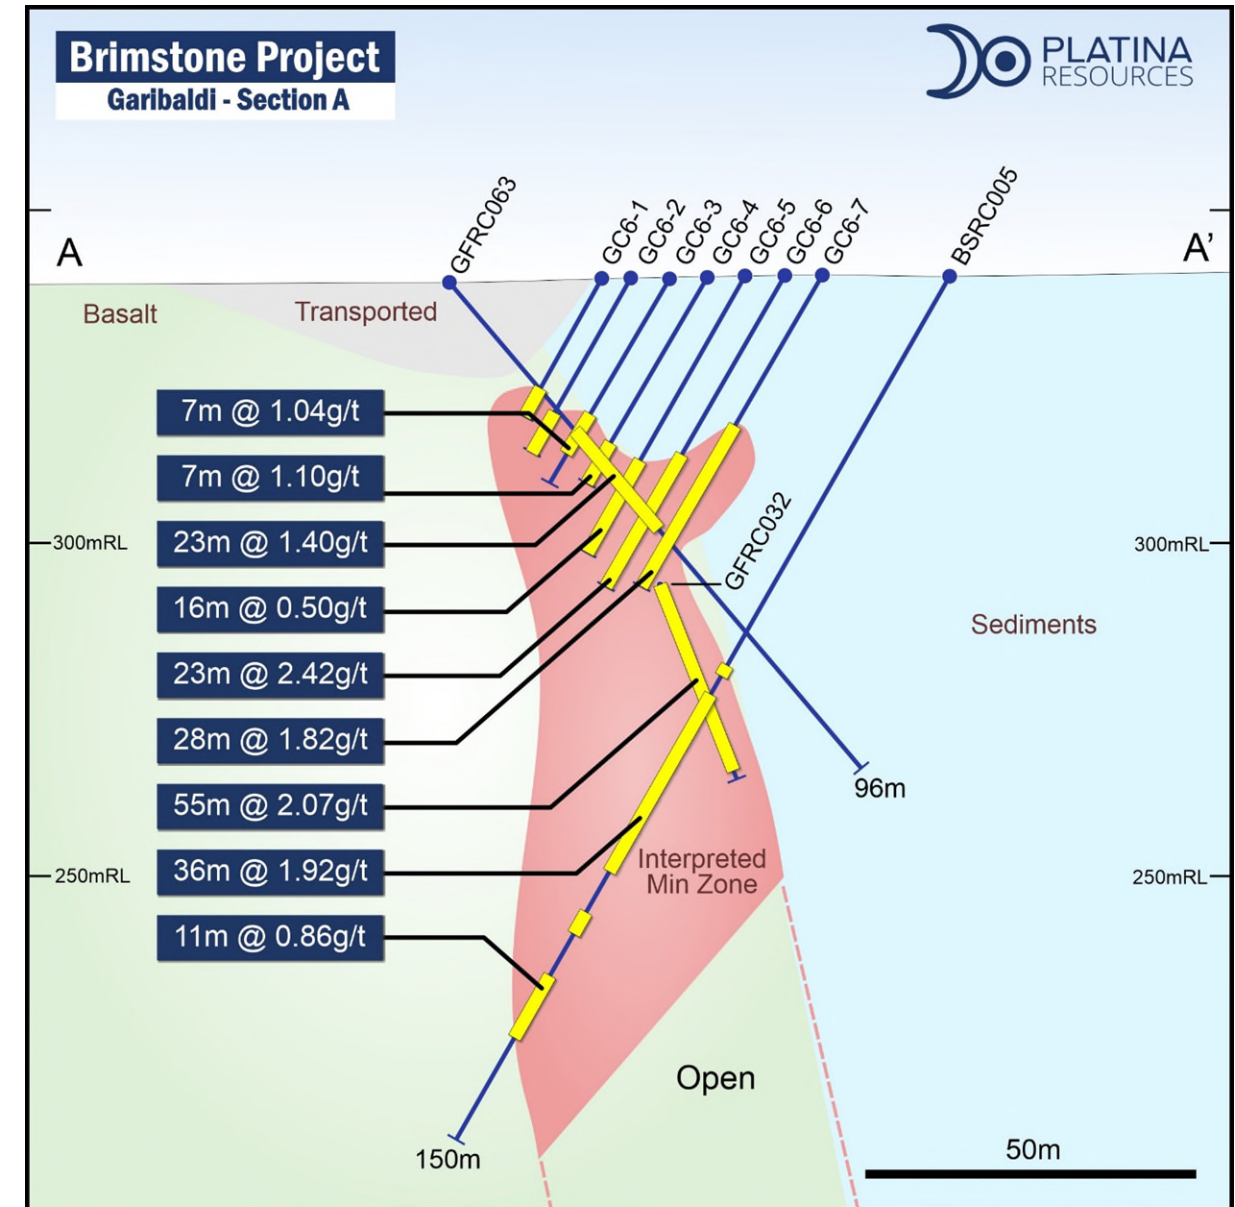 Brimstone Project
Garibaldi - Section A
PLATINA
RESOURCES
GFRC063
GC6-1
GC6-2
GC6-3
GC6-4
GC6-5
GC6-6
GC6-7
BSRC005
A
A'
Basalt
Transported
7m @ 1.04g/t
7m @ 1.10g/t
23m @ 1.40g/t
16m @ 0.50g/t
23m @ 2.42g/t
28m @ 1.82g/t
55m @ 2.07g/t
36m @ 1.92g/t
11m @ 0.86g/t
300mRL
300mRL
GFRC032
Sediments
96m
Interpreted
Min Zone
250mRL
250mRL
Open
150m
50m